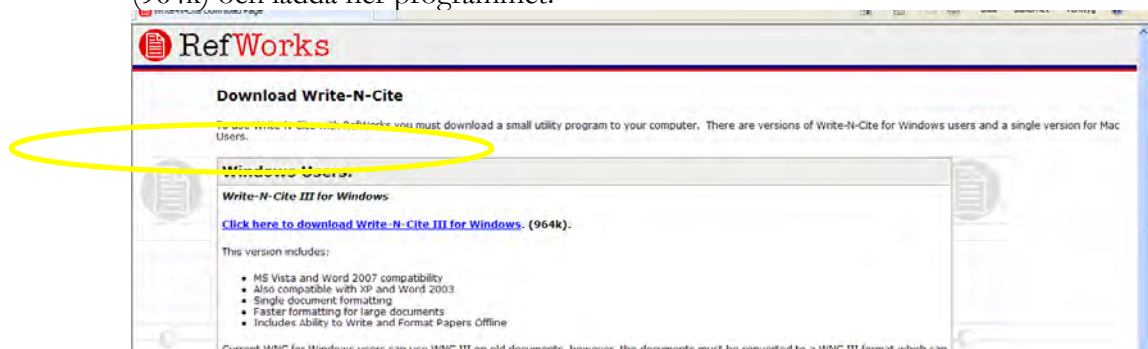 (964k) och ladda ner programmet.
Write-N-Cite Download Page
RefWorks
Download Write-N-Cite
To use Write-N-Cite with RefWorks you must download a small utility program to your computer. There are versions of Write-N-Cite for Windows users and a single version for Mac
Users.
Windows Users:
Write-N-Cite III for Windows
Click here to download Write-N-Cite III for Windows. (964k).
This version includes:
• MS Vista and Word 2007 compatibility
• Also compatible with XP and Word 2003
• Single document formatting
• Faster formatting for large documents
• Includes Ability to Write and Format Papers Offline
Current WNC for Windows users can use WNC III on old documents, however, the documents must be converted to a WNC III format which can